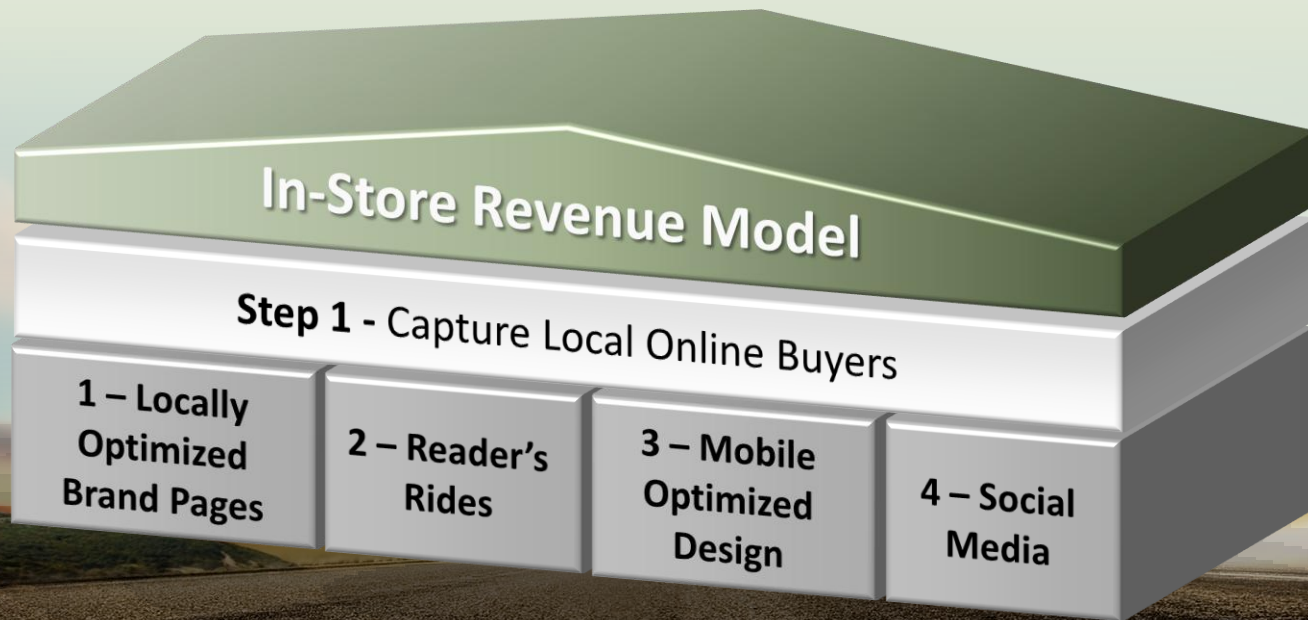 In-Store Revenue Model
Step 1 - Capture Local Online Buyers
1 – Locally
Optimized
Brand Pages
2 – Reader’s
Rides
3 – Mobile
Optimized
Design
4 – Social
Media